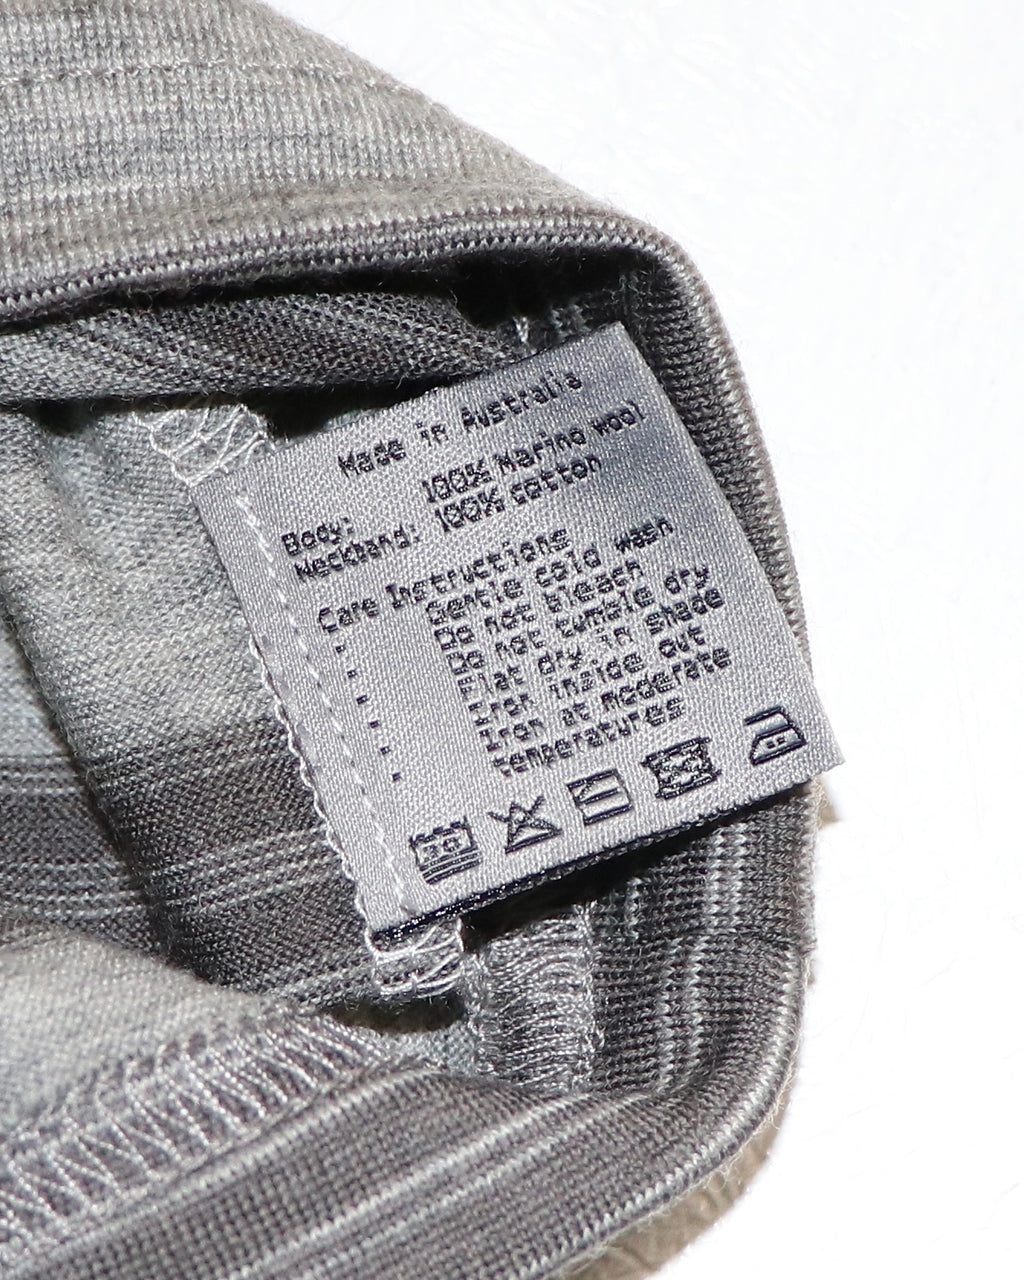 Made in Australia
Body: 100% Marino wool
Neckband: 100% cotton
Care Instructions
· Gentle cold wash
· Do not bleach
· Do not tumble dry
· Flat dry in shade
· Iron inside out
· Iron at moderate
· temperatures